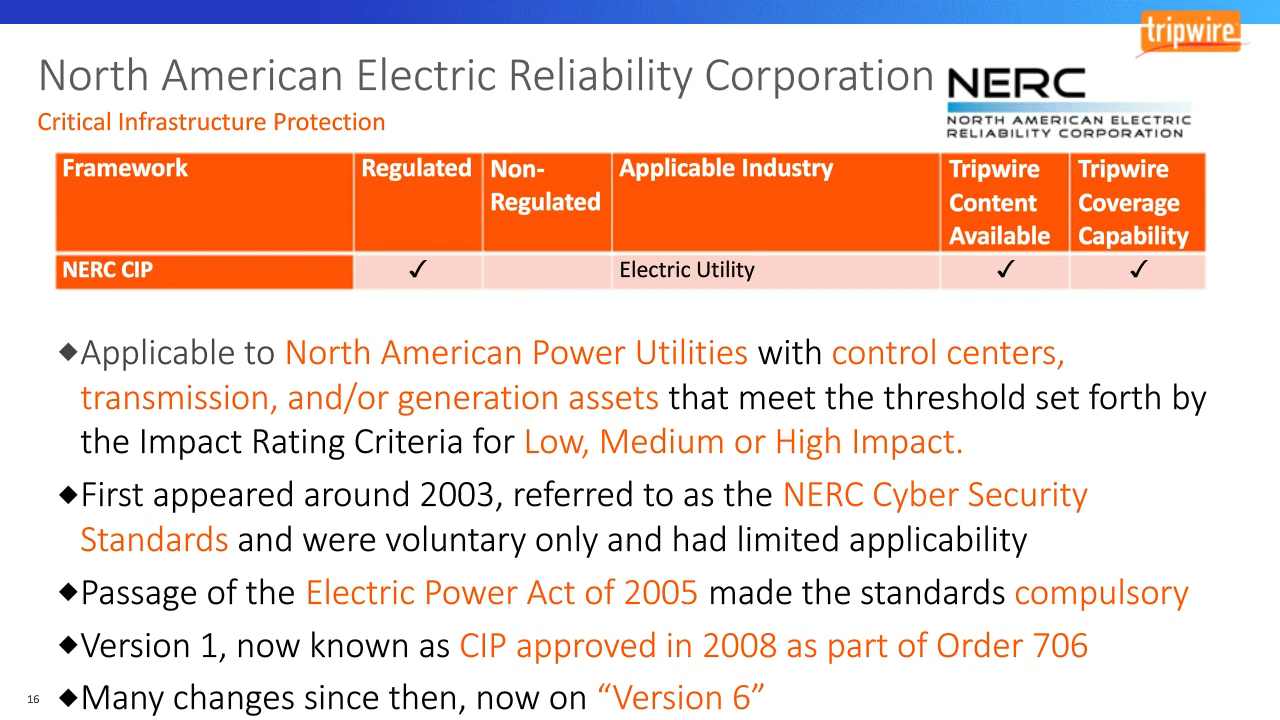 tripwire
North American Electric Reliability Corporation
NERC
Critical Infrastructure Protection
NORTH AMERICAN ELECTRIC
RELIABILITY CORPORATION
Framework Regulated Non-Regulated Applicable Industry Tripwire Content Available Tripwire Coverage Capability
NERC CIP ✓ Electric Utility ✓ ✓
◆Applicable to North American Power Utilities with control centers,
transmission, and/or generation assets that meet the threshold set forth by
the Impact Rating Criteria for Low, Medium or High Impact.
◆First appeared around 2003, referred to as the NERC Cyber Security
Standards and were voluntary only and had limited applicability
◆Passage of the Electric Power Act of 2005 made the standards compulsory
◆Version 1, now known as CIP approved in 2008 as part of Order 706
16 ◆Many changes since then, now on “Version 6”